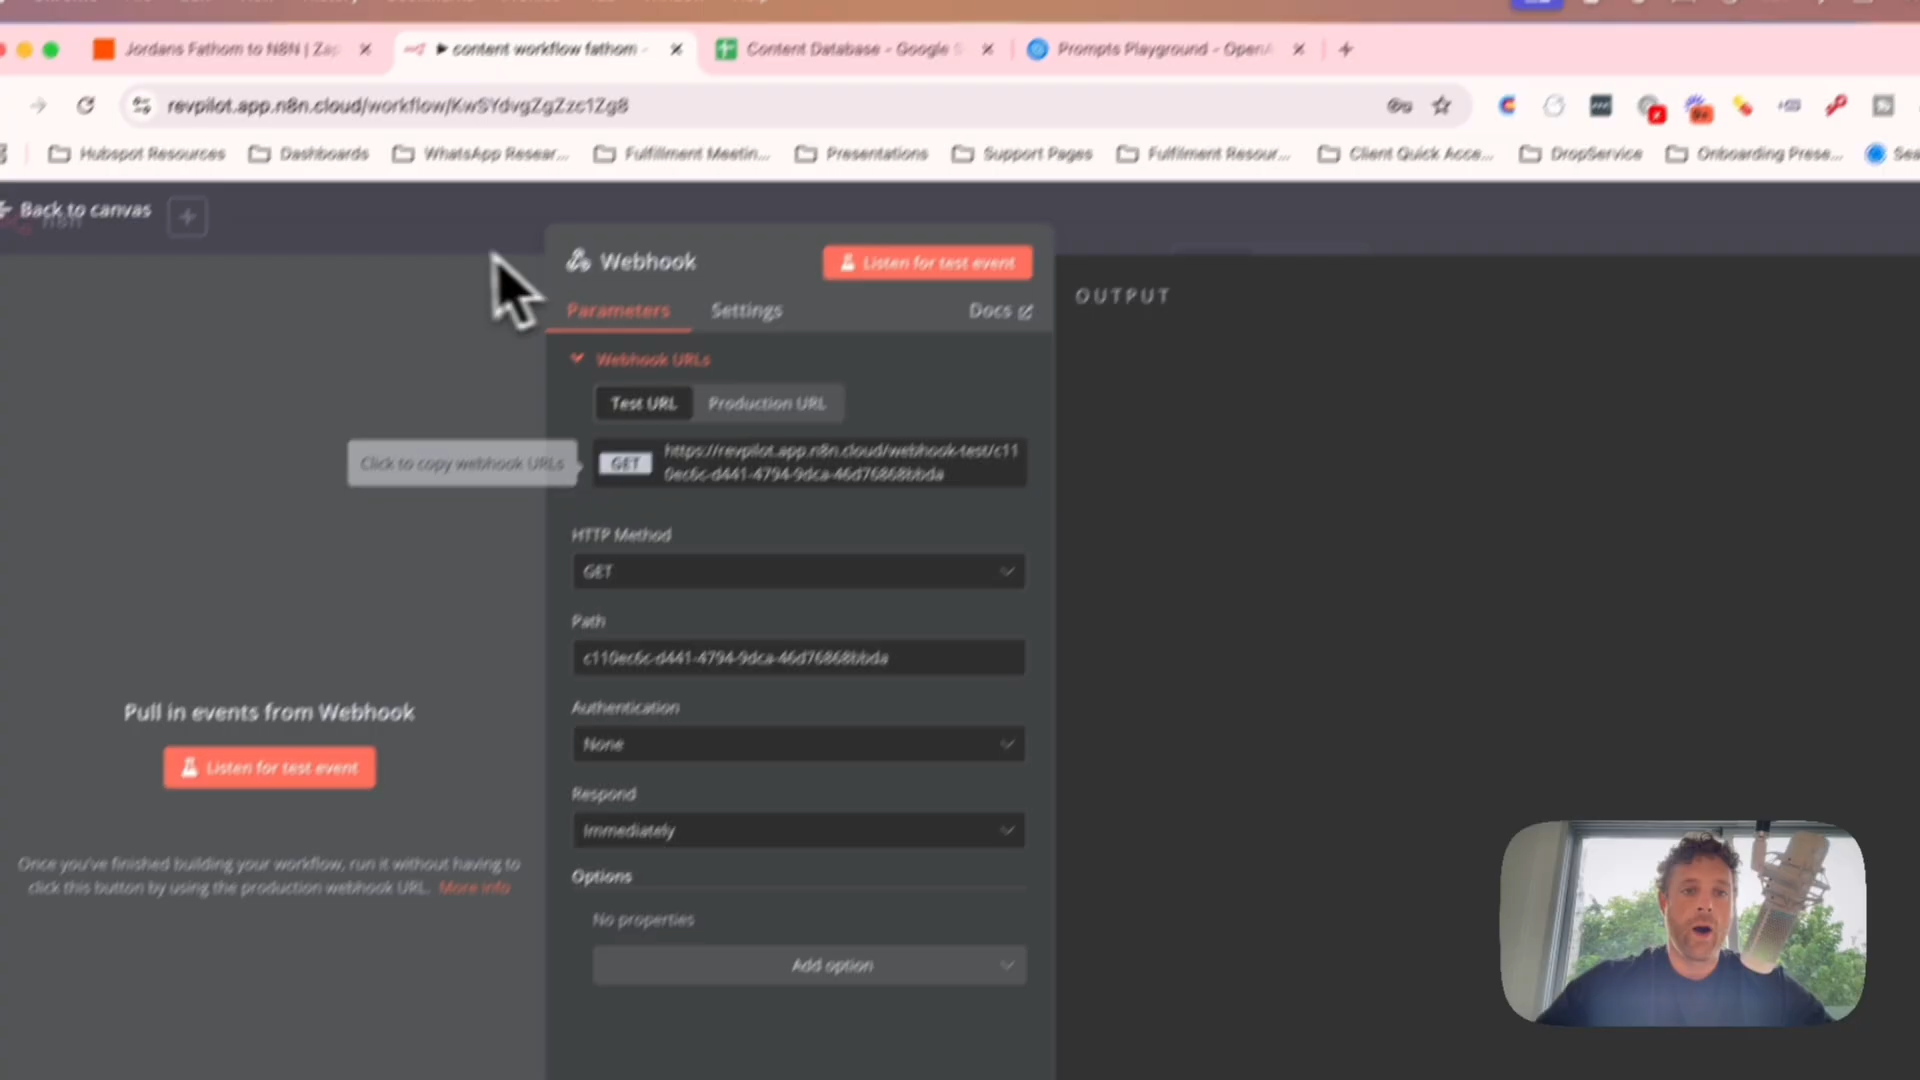 Jordans Fathom to N8N | Zap
content workflow fathom -
Content Database - Google S
Prompts Playground - OpenA
revpilot.app.n8n.cloud/workflow/KwSYdvgZgZzc1Zg8
Hubspot Resources
Dashboards
WhatsApp Resear...
Fulfillment Meetin...
Presentations
Support Pages
Fulfilment Resour...
Client Quick Acce...
DropService
Onboarding Prese...
Sea
Back to canvas
n8n
Webhook
Listen for test event
Parameters
Settings
Docs
OUTPUT
Webhook URLs
Test URL
Production URL
Click to copy webhook URLs
GET
https://revpilot.app.n8n.cloud/webhook-test/c11
0ec6c-d441-4794-9dca-46d76868bbda
HTTP Method
GET
Path
c110ec6c-d441-4794-9dca-46d76868bbda
Authentication
None
Respond
Immediately
Options
No properties
Add option
Pull in events from Webhook
Listen for test event
Once you've finished building your workflow, run it without having to
click this button by using the production webhook URL. More info